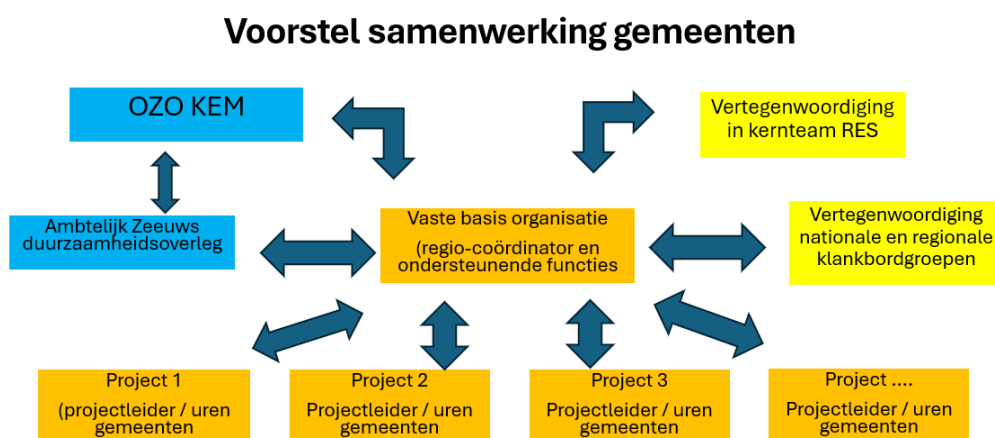 Voorstel samenwerking gemeenten
OZO KEM
Vertegenwoordiging
in kernteam RES
Ambtelijk Zeeuws
duurzaamheidsoverleg
Vaste basis organisatie
(regio-coördinator en
ondersteunende functies
Vertegenwoordiging
nationale en regionale
klankbordgroepen
Project 1
(projectleider / uren
gemeenten
Project 2
Projectleider / uren
gemeenten
Project 3
Projectleider / uren
gemeenten
Project ....
Projectleider / uren
gemeenten